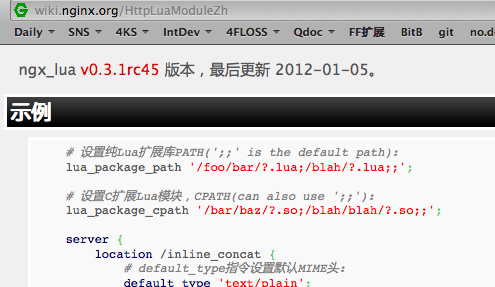 wiki.nginx.org/HttpLuaModuleZh
Daily SNS 4KS IntDev 4FLOSS Qdoc FF扩展 BitB git no.de
ngx_lua v0.3.1rc45 版本，最后更新 2012-01-05。
示例
# 设置纯Lua扩展库PATH(';;' is the default path):
lua_package_path '/foo/bar/?.lua;/blah/?.lua;;';
# 设置C扩展Lua模块，CPATH(can also use ';;'):
lua_package_cpath '/bar/baz/?.so;/blah/blah/?.so;;';
server {
location /inline_concat {
# default_type指令设置默认MIME头:
default_type 'text/plain';